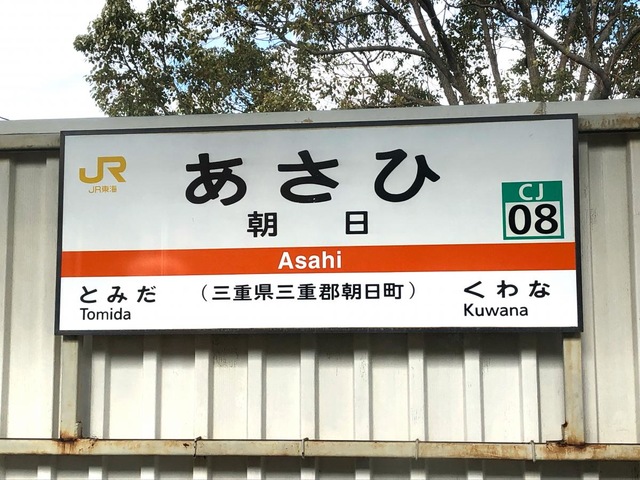 JR
JR東海
あさひ
朝日
CJ
08
Asahi
とみだ
Tomida
（三重県三重郡朝日町）
くわな
Kuwana